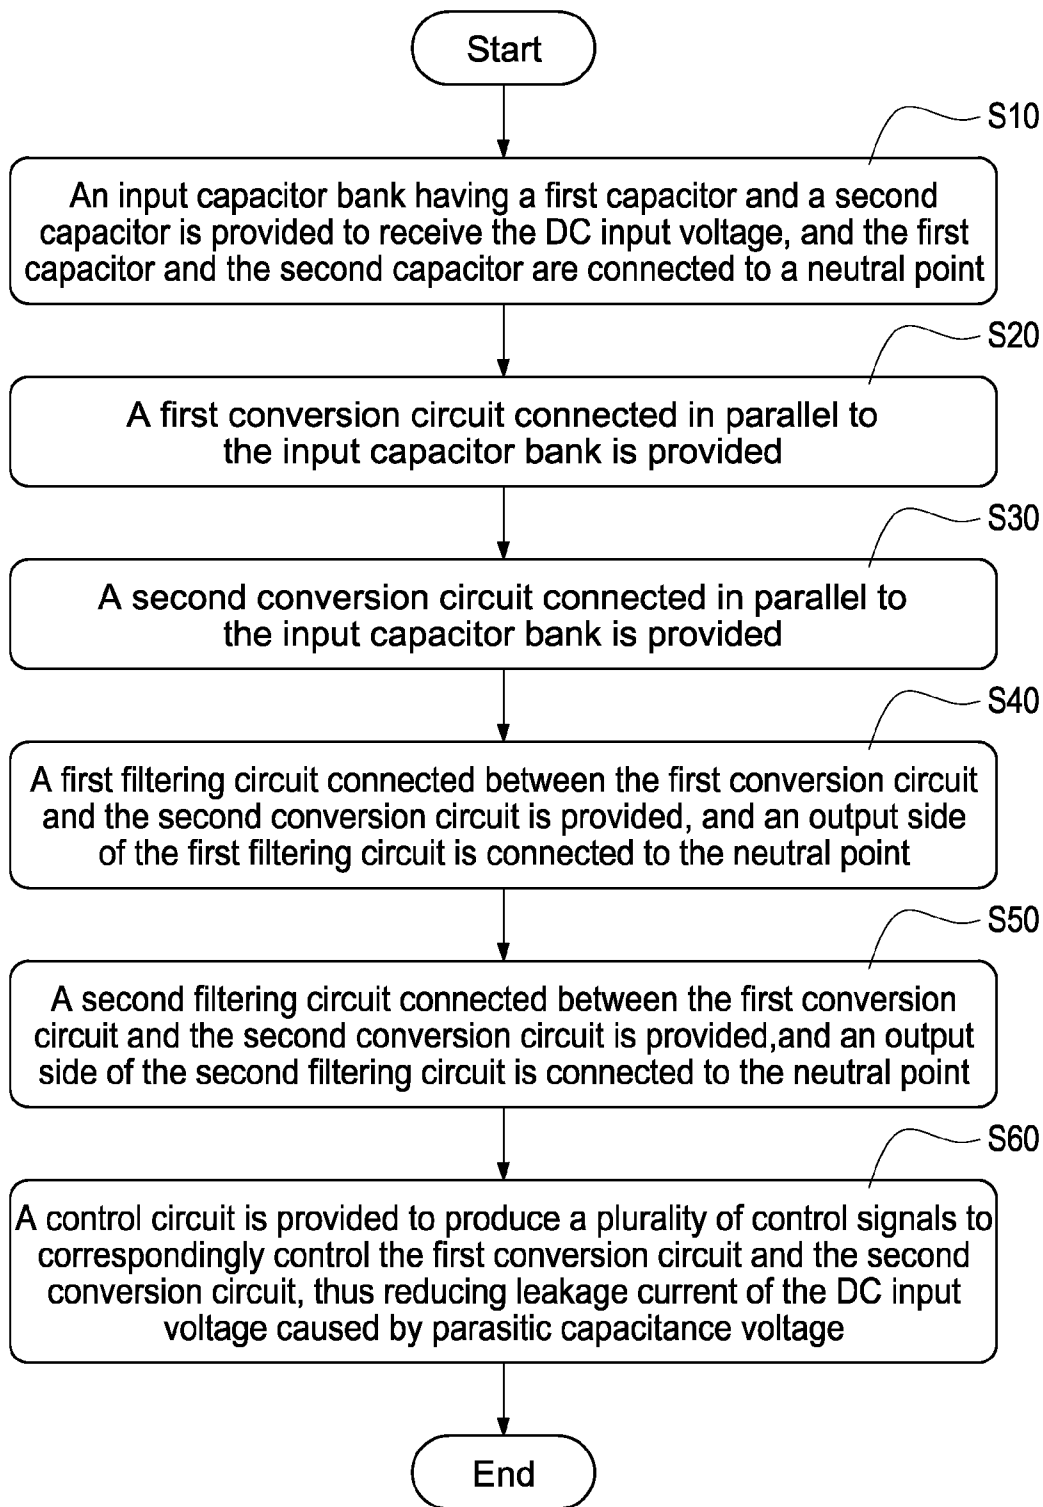 Start
S10
An input capacitor bank having a first capacitor and a second
capacitor is provided to receive the DC input voltage, and the first
capacitor and the second capacitor are connected to a neutral point
S20
A first conversion circuit connected in parallel to
the input capacitor bank is provided
S30
A second conversion circuit connected in parallel to
the input capacitor bank is provided
S40
A first filtering circuit connected between the first conversion circuit
and the second conversion circuit is provided, and an output side
of the first filtering circuit is connected to the neutral point
S50
A second filtering circuit connected between the first conversion
circuit and the second conversion circuit is provided,and an output
side of the second filtering circuit is connected to the neutral point
S60
A control circuit is provided to produce a plurality of control signals to
correspondingly control the first conversion circuit and the second
conversion circuit, thus reducing leakage current of the DC input
voltage caused by parasitic capacitance voltage
End